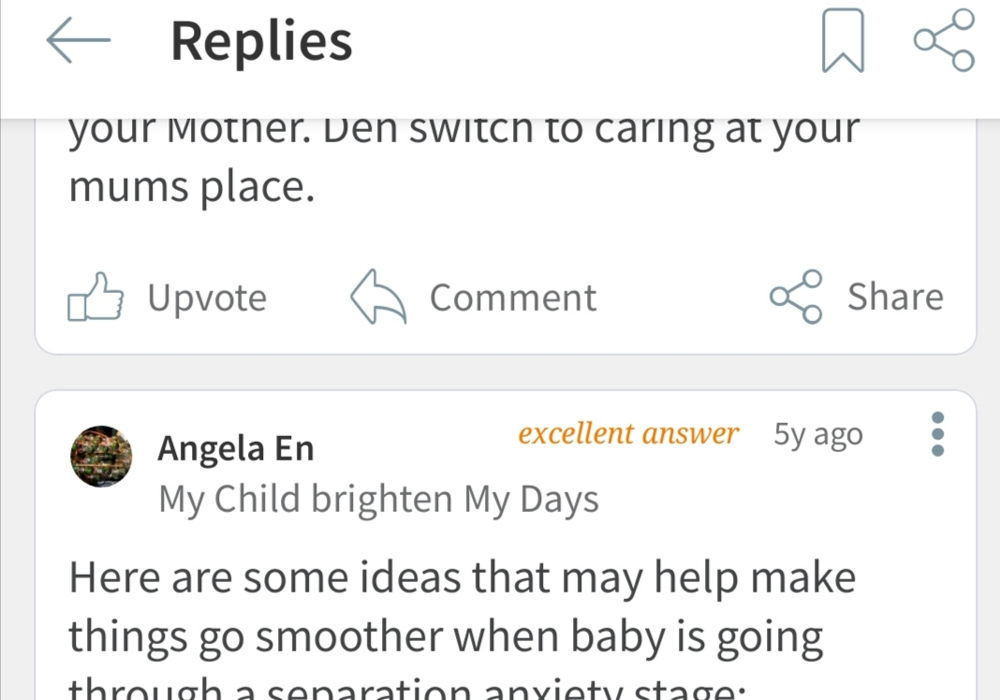 Replies
your Mother. Den switch to caring at your
mums place.
Upvote Comment Share
Angela En excellent answer 5y ago
My Child brighten My Days
Here are some ideas that may help make
things go smoother when baby is going
through a separation anxiety stage: